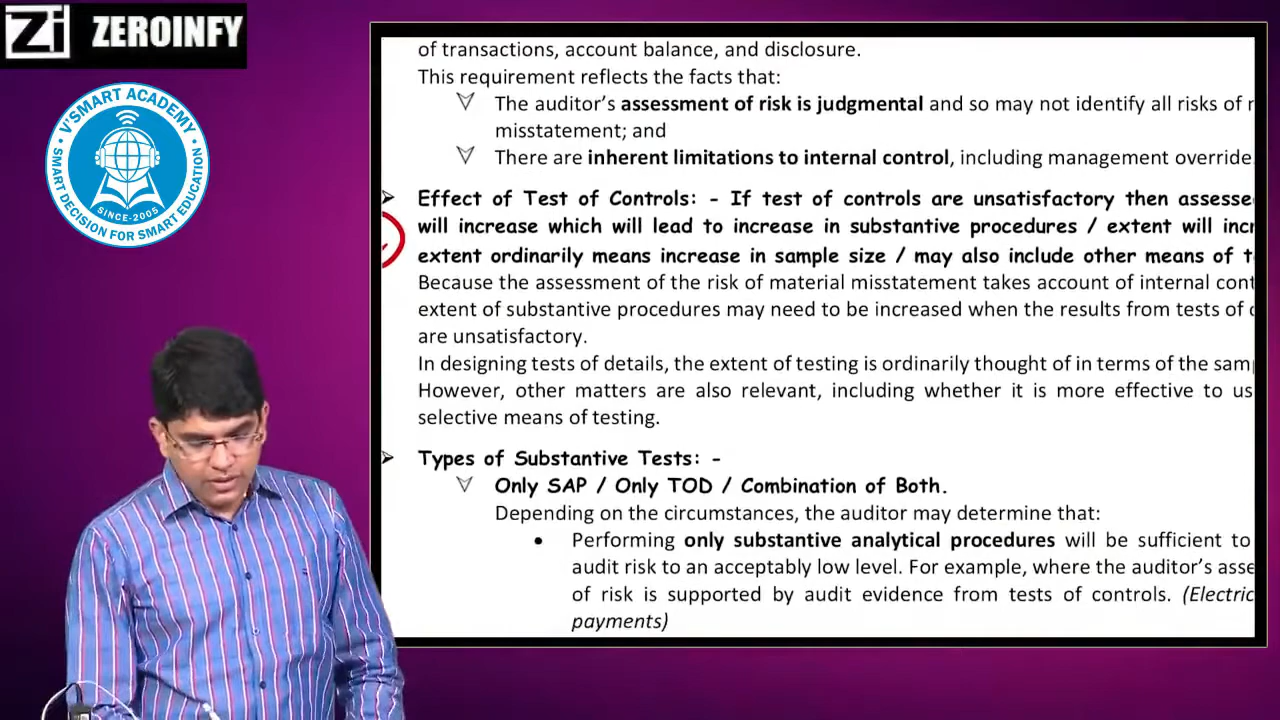 Zi ZEROINFY
V'SMART ACADEMY
SMART DECISION FOR SMART EDUCATION
SINCE-2005
of transactions, account balance, and disclosure.
This requirement reflects the facts that:
The auditor's assessment of risk is judgmental and so may not identify all risks of
misstatement; and
There are inherent limitations to internal control, including management override.
Effect of Test of Controls: - If test of controls are unsatisfactory then
will increase which will lead to increase in substantive procedures / extent will
extent ordinarily means increase in sample size / may also include other means of
Because the assessment of the risk of material misstatement takes account of internal
extent of substantive procedures may need to be increased when the results from tests of
are unsatisfactory.
In designing tests of details, the extent of testing is ordinarily thought of in terms of the
However, other matters are also relevant, including whether it is more effective to
selective means of testing.
Types of Substantive Tests: -
Only SAP / Only TOD / Combination of Both.
Depending on the circumstances, the auditor may determine that:
• Performing only substantive analytical procedures will be sufficient to
audit risk to an acceptably low level. For example, where the auditor's
of risk is supported by audit evidence from tests of controls.
payments)